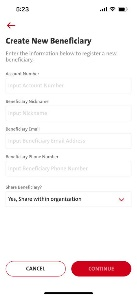 5:23
Create New Beneficiary
Enter the information below to register a new
beneficiary.
Account Number
Input Account Number
Beneficiary Nickname
Input Nickname
Beneficiary Email
Input Beneficiary Email Address
Beneficiary Phone Number
Input Beneficiary Phone Number
Share Beneficiary?
Yes, Share within organization
CANCEL
CONTINUE